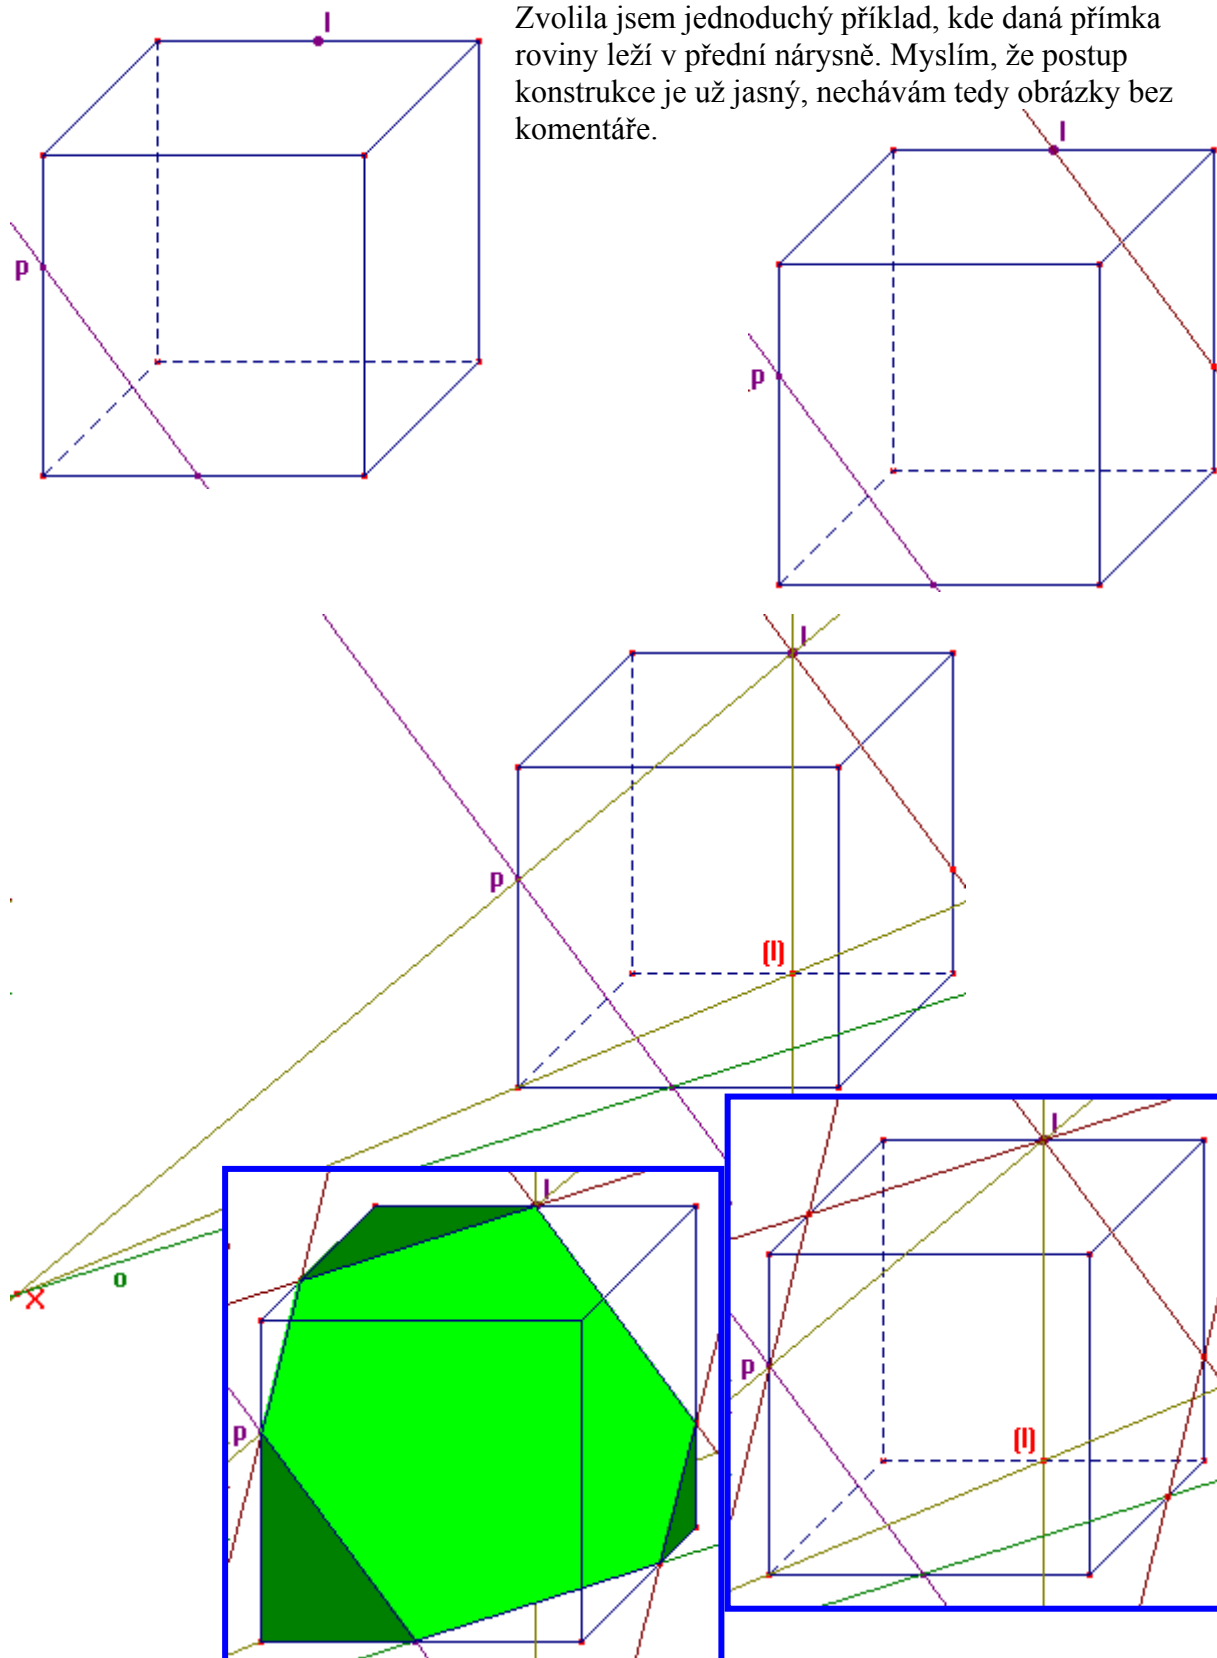 I
Zvolila jsem jednoduchý příklad, kde daná přímka
roviny leží v přední nárysně. Myslím, že postup
konstrukce je už jasný, nechávám tedy obrázky bez
komentáře.
I
p
p
I
p
(I)
I
I
o
X
p
p
(I)